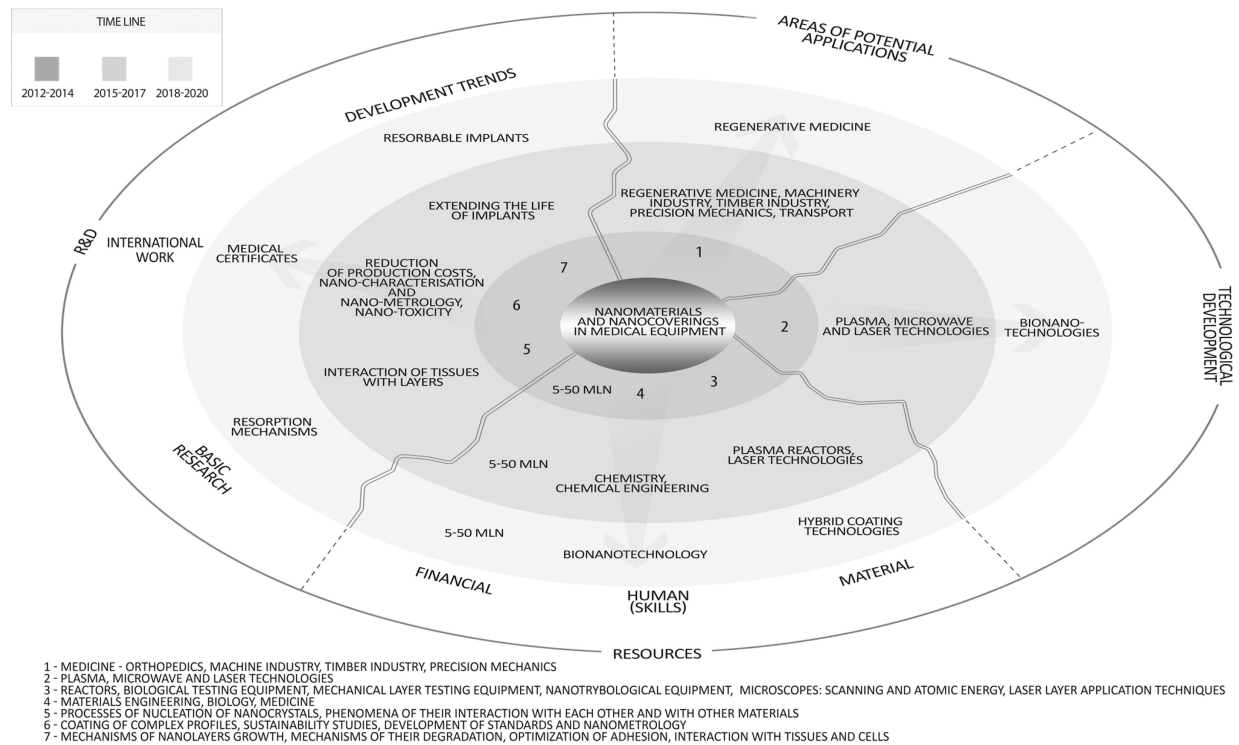 TIME LINE
2012-2014
2015-2017
2018-2020
AREAS OF POTENTIAL
APPLICATIONS
DEVELOPMENT TRENDS
RESORBABLE IMPLANTS
REGENERATIVE MEDICINE
EXTENDING THE LIFE
OF IMPLANTS
REGENERATIVE MEDICINE, MACHINERY
INDUSTRY, TIMBER INDUSTRY,
PRECISION MECHANICS, TRANSPORT
R&D
INTERNATIONAL
WORK
MEDICAL
CERTIFICATES
REDUCTION
OF PRODUCTION COSTS,
NANO-CHARACTERISATION
AND
NANO-METROLOGY,
NANO-TOXICITY
7
6
5
1
NANOMATERIALS
AND NANOCOVERINGS
IN MEDICAL EQUIPMENT
2
PLASMA, MICROWAVE
AND LASER TECHNOLOGIES
BIONANO-
TECHNOLOGIES
TECHNOLOGICAL
DEVELOPMENT
INTERACTION OF TISSUES
WITH LAYERS
5-50 MLN
4
3
RESORPTION
MECHANISMS
BASIC
RESEARCH
5-50 MLN
CHEMISTRY,
CHEMICAL ENGINEERING
PLASMA REACTORS,
LASER TECHNOLOGIES
5-50 MLN
BIONANOTECHNOLOGY
HYBRID COATING
TECHNOLOGIES
FINANCIAL
HUMAN
(SKILLS)
MATERIAL
RESOURCES
1 - MEDICINE - ORTHOPEDICS, MACHINE INDUSTRY, TIMBER INDUSTRY, PRECISION MECHANICS
2 - PLASMA, MICROWAVE AND LASER TECHNOLOGIES
3 - REACTORS, BIOLOGICAL TESTING EQUIPMENT, MECHANICAL LAYER TESTING EQUIPMENT, NANOTRYBOLOGICAL EQUIPMENT, MICROSCOPES: SCANNING AND ATOMIC ENERGY, LASER LAYER APPLICATION TECHNIQUES
4 - MATERIALS ENGINEERING, BIOLOGY, MEDICINE
5 - PROCESSES OF NUCLEATION OF NANOCRYSTALS, PHENOMENA OF THEIR INTERACTION WITH EACH OTHER AND WITH OTHER MATERIALS
6 - COATING OF COMPLEX PROFILES, SUSTAINABILITY STUDIES, DEVELOPMENT OF STANDARDS AND NANOMETROLOGY
7 - MECHANISMS OF NANOLAYERS GROWTH, MECHANISMS OF THEIR DEGRADATION, OPTIMIZATION OF ADHESION, INTERACTION WITH TISSUES AND CELLS